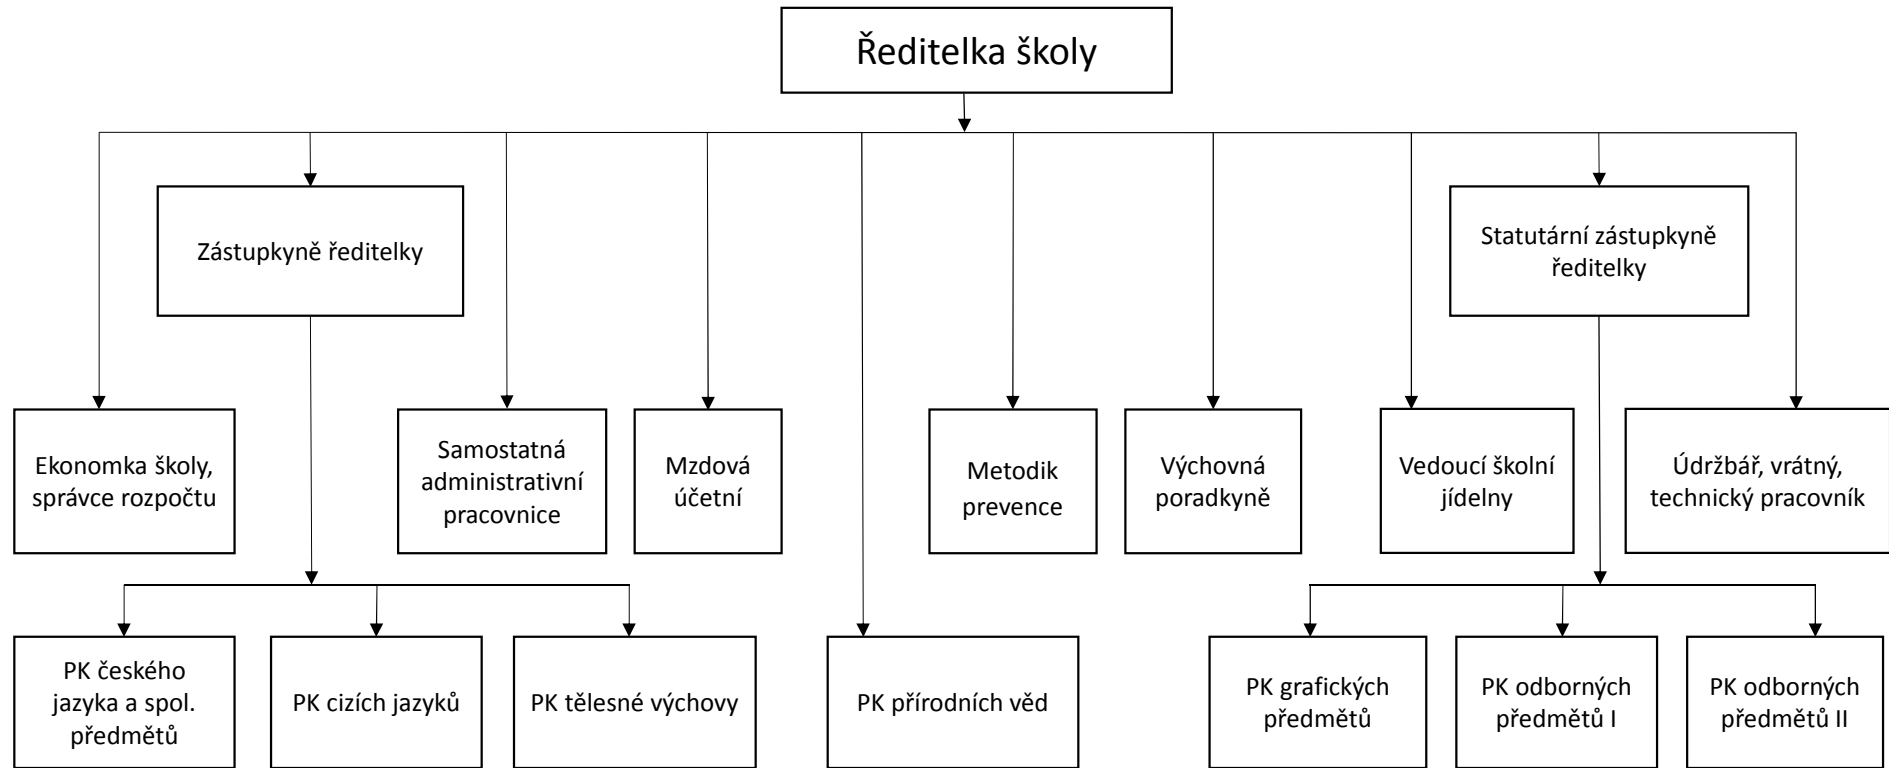 Ředitelka školy
Zástupkyně ředitelky
Statutární zástupkyně
ředitelky
Ekonomka školy,
správce rozpočtu
Samostatná
administrativní
pracovnice
Mzdová
účetní
Metodik
prevence
Výchovná
poradkyně
Vedoucí školní
jídelny
Údržbář, vrátný,
technický pracovník
PK českého
jazyka a spol.
předmětů
PK cizích jazyků
PK tělesné výchovy
PK přírodních věd
PK grafických
předmětů
PK odborných
předmětů I
PK odborných
předmětů II